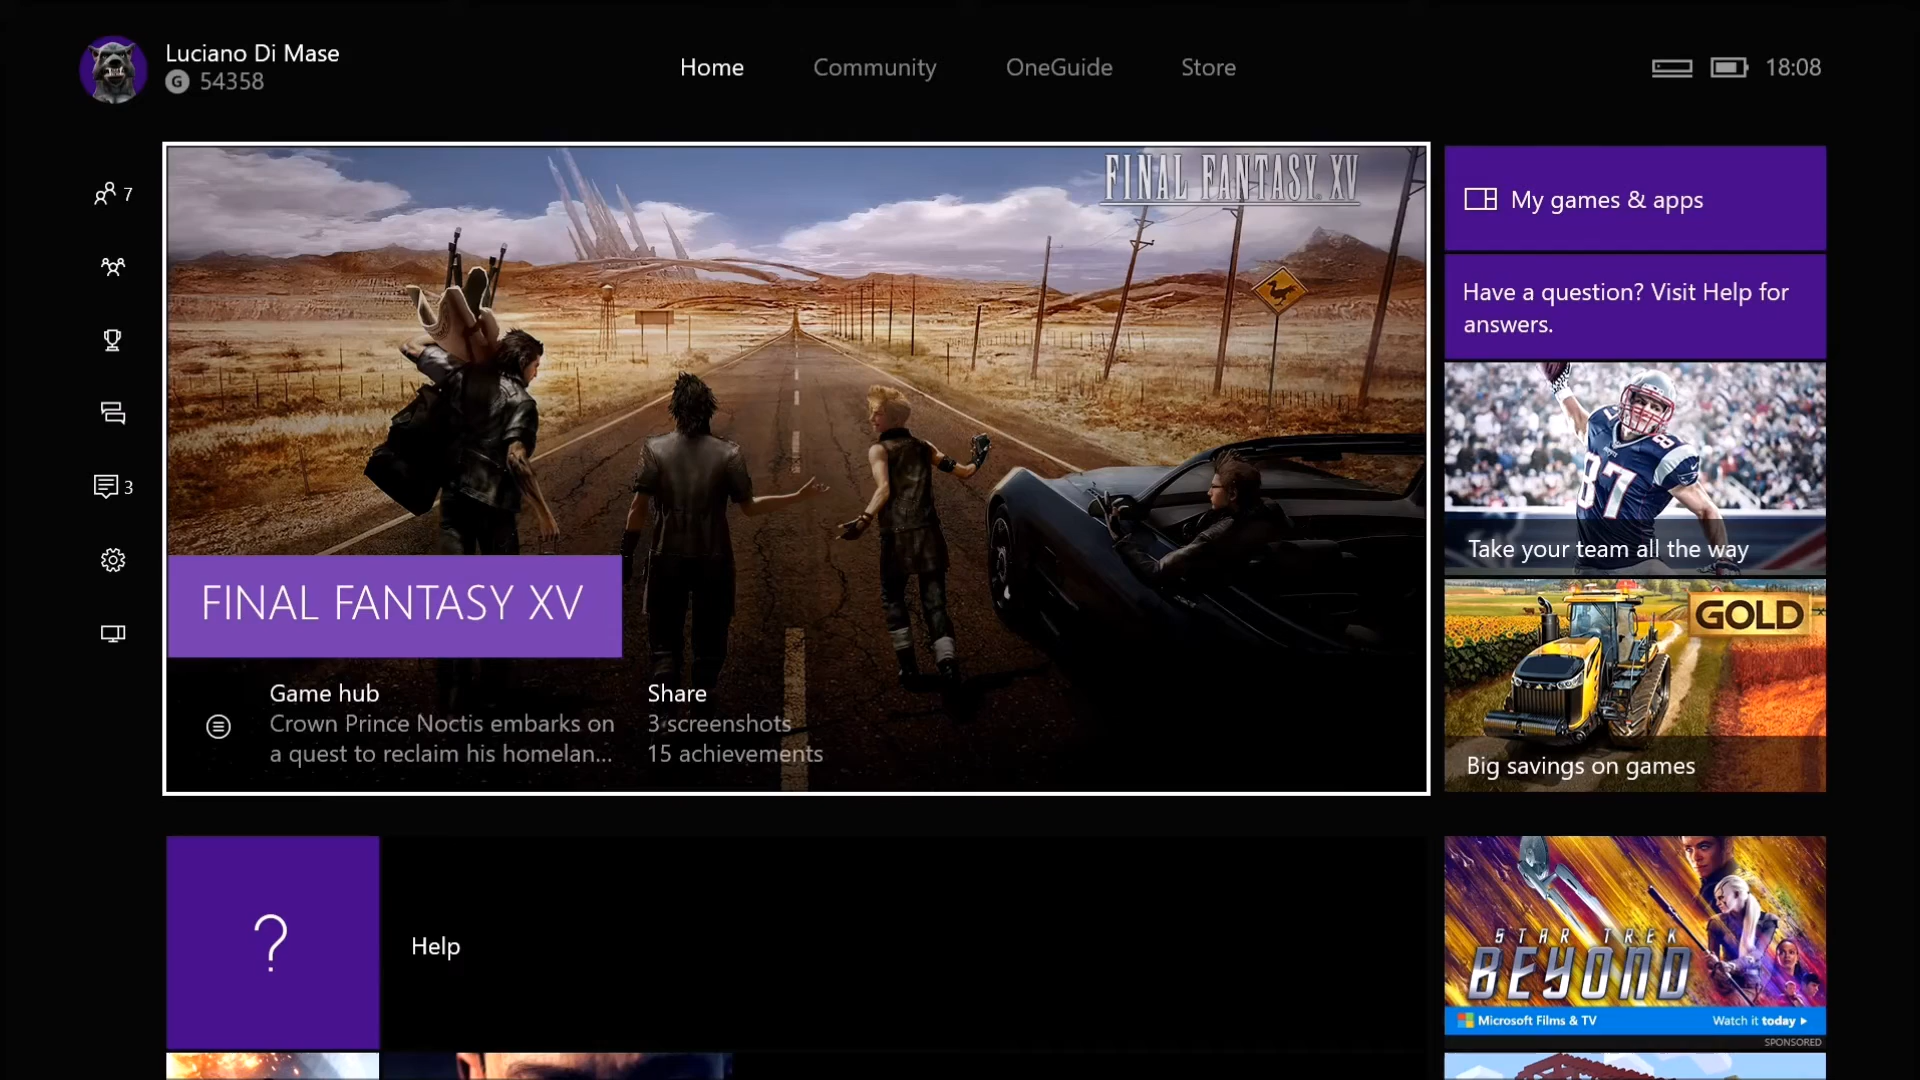 Luciano Di Mase
G 54358
Home
Community
OneGuide
Store
18:08
7
3
FINAL FANTASY XV
FINAL FANTASY XV
Game hub
Crown Prince Noctis embarks on
a quest to reclaim his homelan...
Share
3 screenshots
15 achievements
My games & apps
Have a question? Visit Help for
answers.
87
Take your team all the way
GOLD
Big savings on games
?
Help
STAR TREK
BEYOND
Microsoft Films & TV
Watch it today
SPONSORED